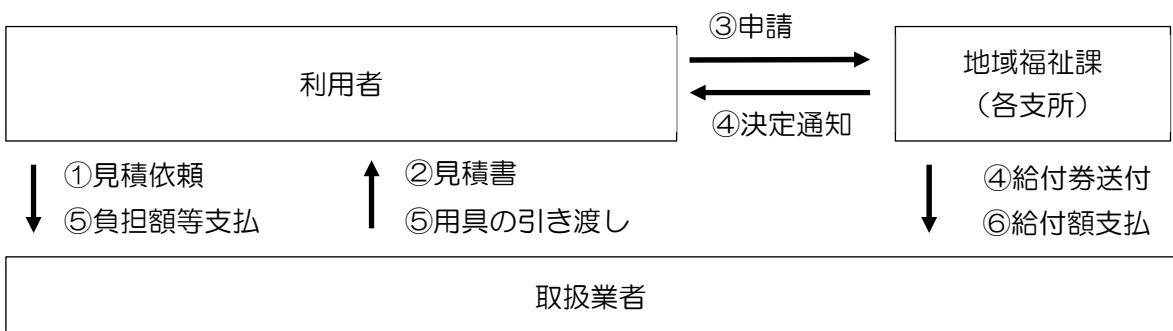 ③申請
利用者
地域福祉課
（各支所）
④決定通知
①見積依頼
⑤負担額等支払
②見積書
⑤用具の引き渡し
④給付券送付
⑥給付額支払
取扱業者